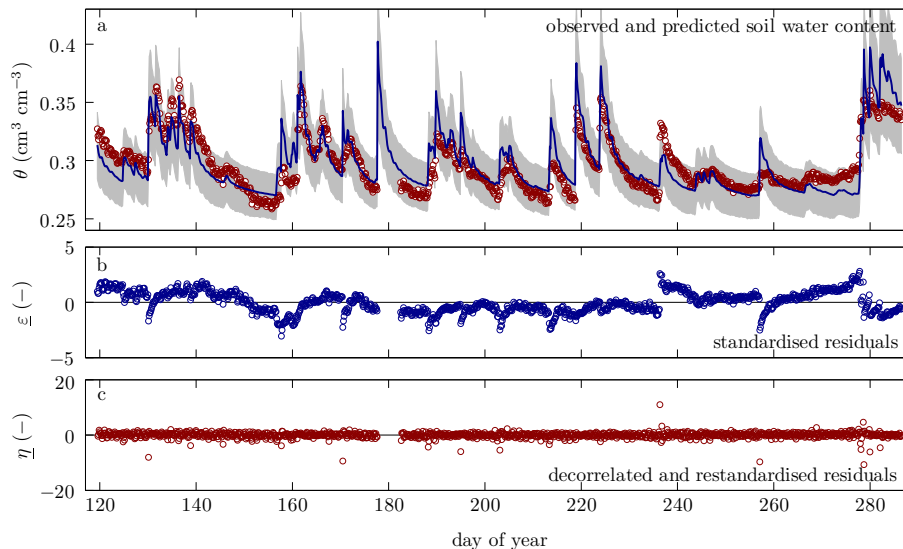 a
observed and predicted soil water content
0.4
0.35
0.3
0.25
θ (cm³ cm⁻³)
b
5
0
−5
ε (−)
standardised residuals
c
20
0
−20
η (−)
decorrelated and restandardised residuals
120 140 160 180 200 220 240 260 280
day of year